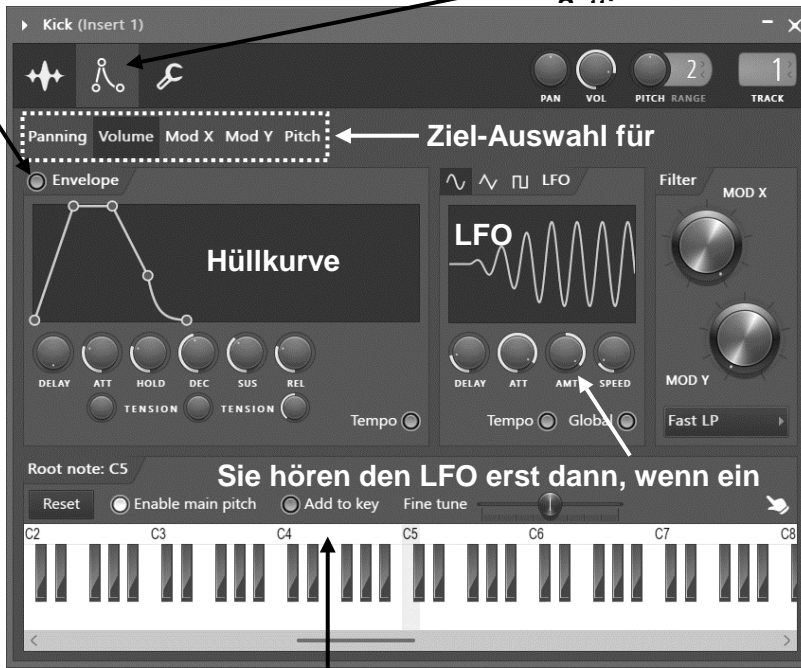 Kick (Insert 1)
2
1
PAN VOL PITCH RANGE TRACK
Panning Volume Mod X Mod Y Pitch
Ziel-Auswahl für
Envelope
LFO
Filter
MOD X
Hüllkurve
LFO
DELAY ATT HOLD DEC SUS REL
TENSION TENSION
Tempo
DELAY ATT AMT SPEED
Tempo Global
MOD Y
Fast LP
Root note: C5
Sie hören den LFO erst dann, wenn ein
Reset Enable main pitch Add to key Fine tune
C2 C3 C4 C5 C6 C7 C8